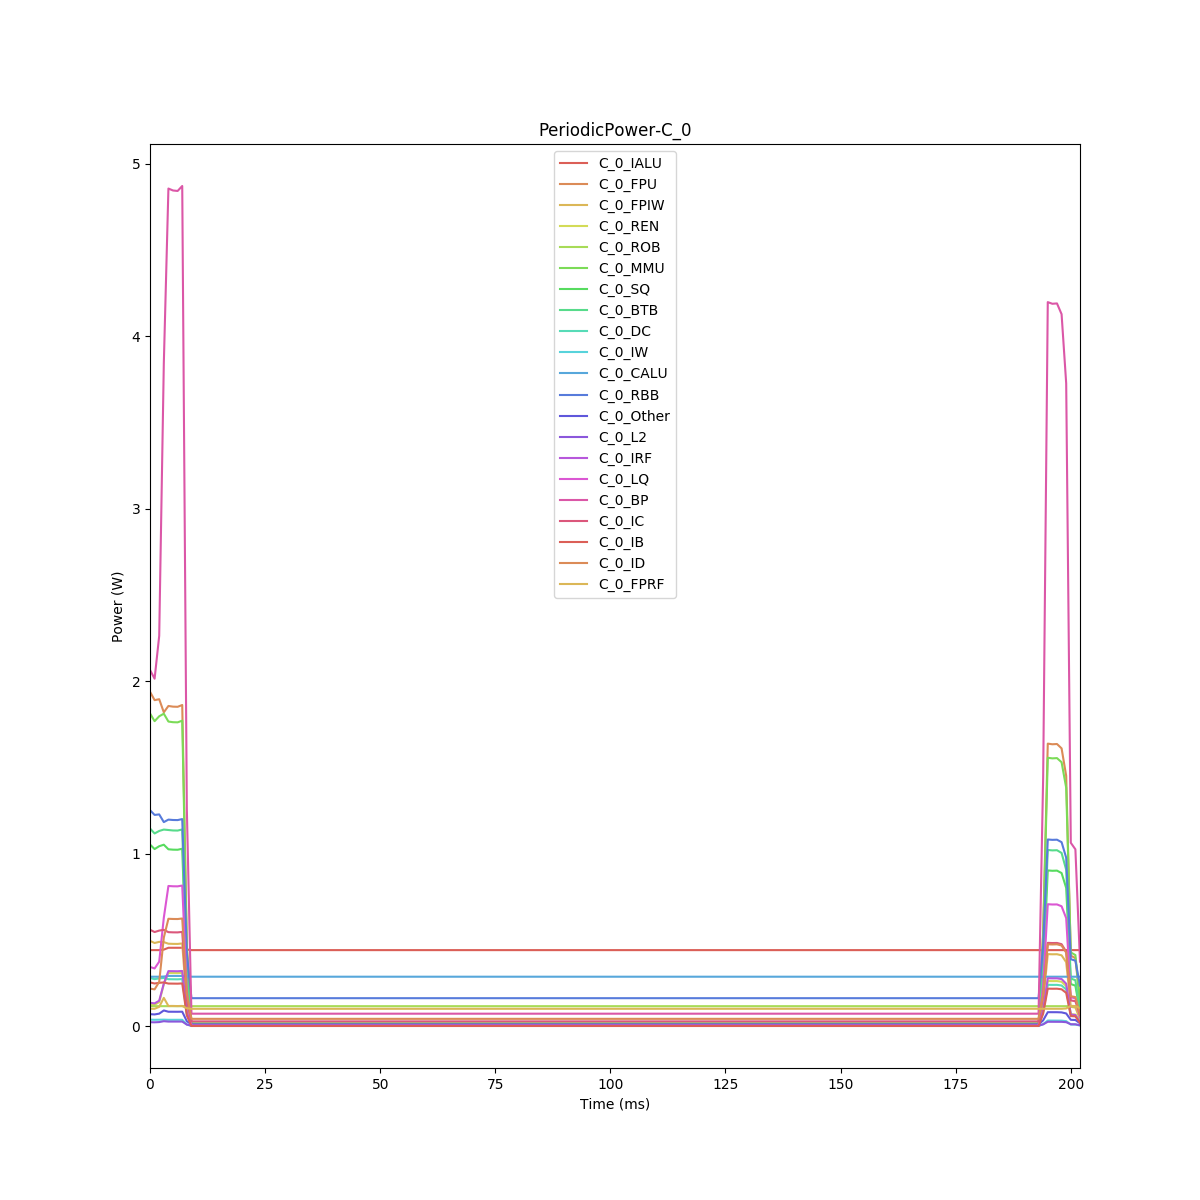 PeriodicPower-C_0
5
4
3
2
1
0
Power (W)
C_0_IALU
C_0_FPU
C_0_FPIW
C_0_REN
C_0_ROB
C_0_MMU
C_0_SQ
C_0_BTB
C_0_DC
C_0_IW
C_0_CALU
C_0_RBB
C_0_Other
C_0_L2
C_0_IRF
C_0_LQ
C_0_BP
C_0_IC
C_0_IB
C_0_ID
C_0_FPRF
0 25 50 75 100 125 150 175 200
Time (ms)